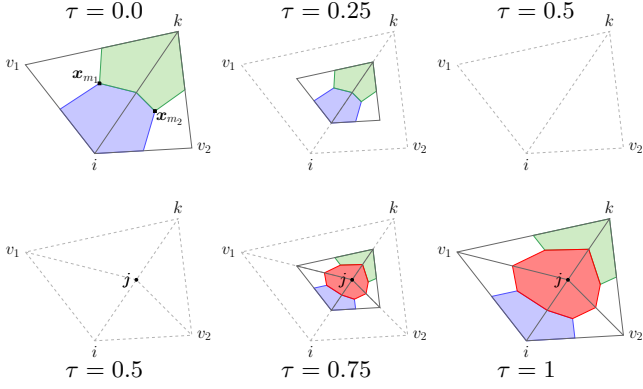 τ = 0.0 τ = 0.25 τ = 0.5
k k k
v₁ v₁ v₁
x_{m₁}
x_{m₂}
v₂ v₂ v₂
i i i
k k k
v₁ v₁ v₁
j j j
v₂ v₂ v₂
i i i
τ = 0.5 τ = 0.75 τ = 1